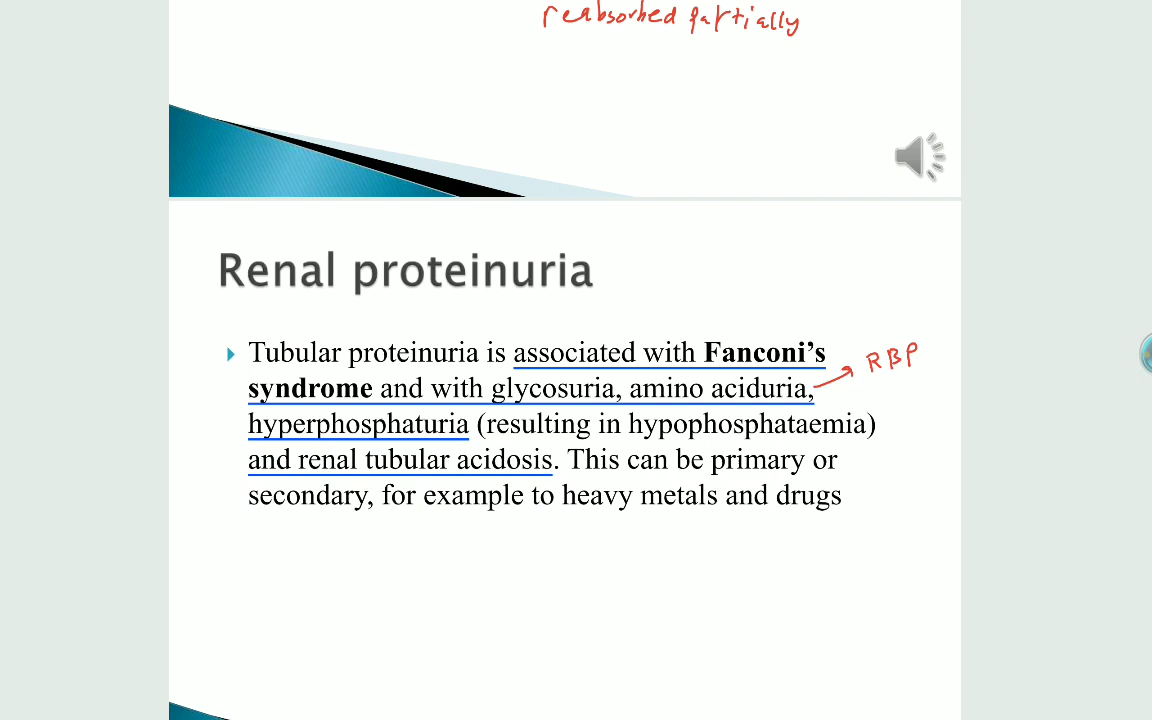 reabsorbed partially
Renal proteinuria
Tubular proteinuria is associated with Fanconi's
syndrome and with glycosuria, amino aciduria,
RBP
hyperphosphaturia (resulting in hypophosphataemia)
and renal tubular acidosis. This can be primary or
secondary, for example to heavy metals and drugs